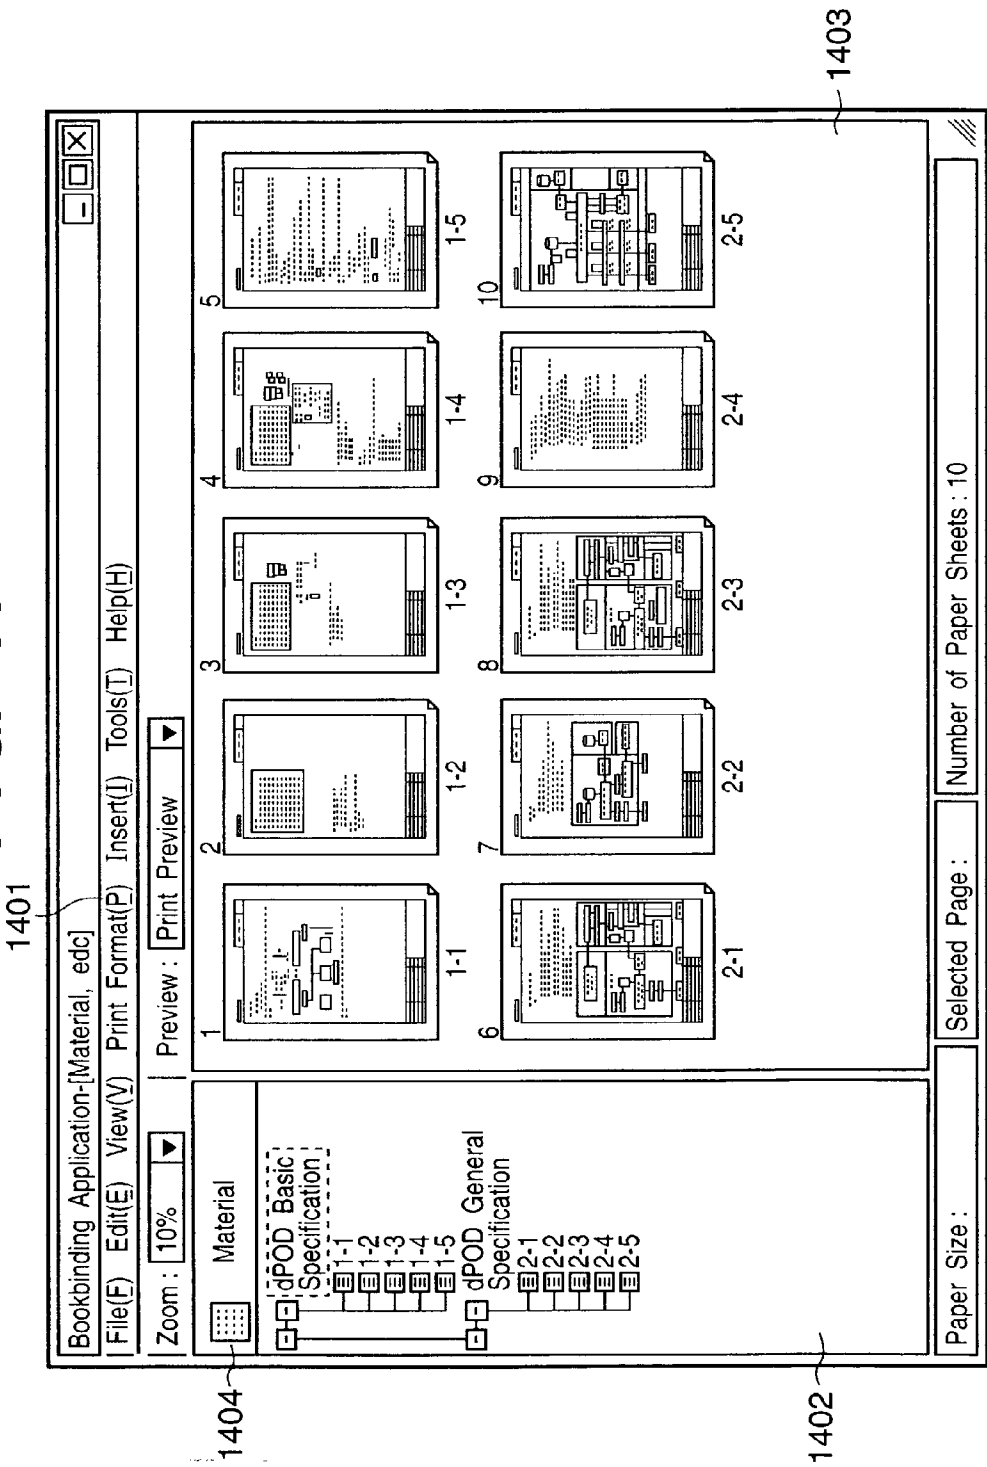 1401
Bookbinding Application-[Material, edc]
File(F) Edit(E) View(V) Print Format(P) Insert(I) Tools(T) Help(H)
Zoom : 10% Preview : Print Preview
1404
Material
dPOD Basic
Specification
1-1
1-2
1-3
1-4
1-5
dPOD General
Specification
2-1
2-2
2-3
2-4
2-5
1402
1 2 3 4 5
1-1 1-2 1-3 1-4 1-5
6 7 8 9 10
2-1 2-2 2-3 2-4 2-5
1403
Paper Size : Selected Page : Number of Paper Sheets : 10